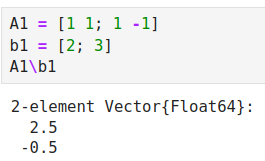 A1 = [1 1; 1 -1]
b1 = [2; 3]
A1\b1
2-element Vector{Float64}:
2.5
-0.5